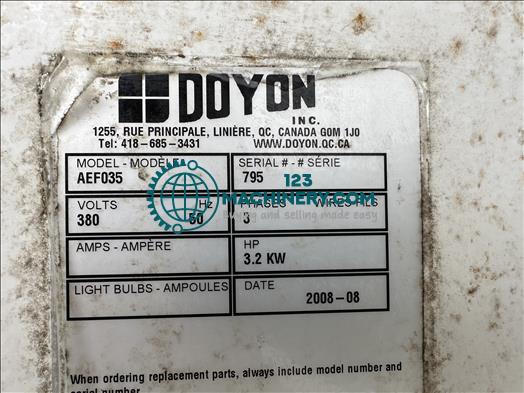 DOYON
INC.
1255, RUE PRINCIPALE, LINIÈRE, QC, CANADA G0M 1J0
Tel: 418-685-3431 WWW.DOYON.QC.CA
MODEL - MODÈLE SERIAL # - # SÉRIE
AEF035 795
123
MACHINERY.COM
buying and selling made easy
VOLTS Hz PHASES WIRES
380 50 3
AMPS - AMPÈRE HP
3.2 KW
LIGHT BULBS - AMPOULES DATE
2008-08
When ordering replacement parts, always include model number and
serial number.